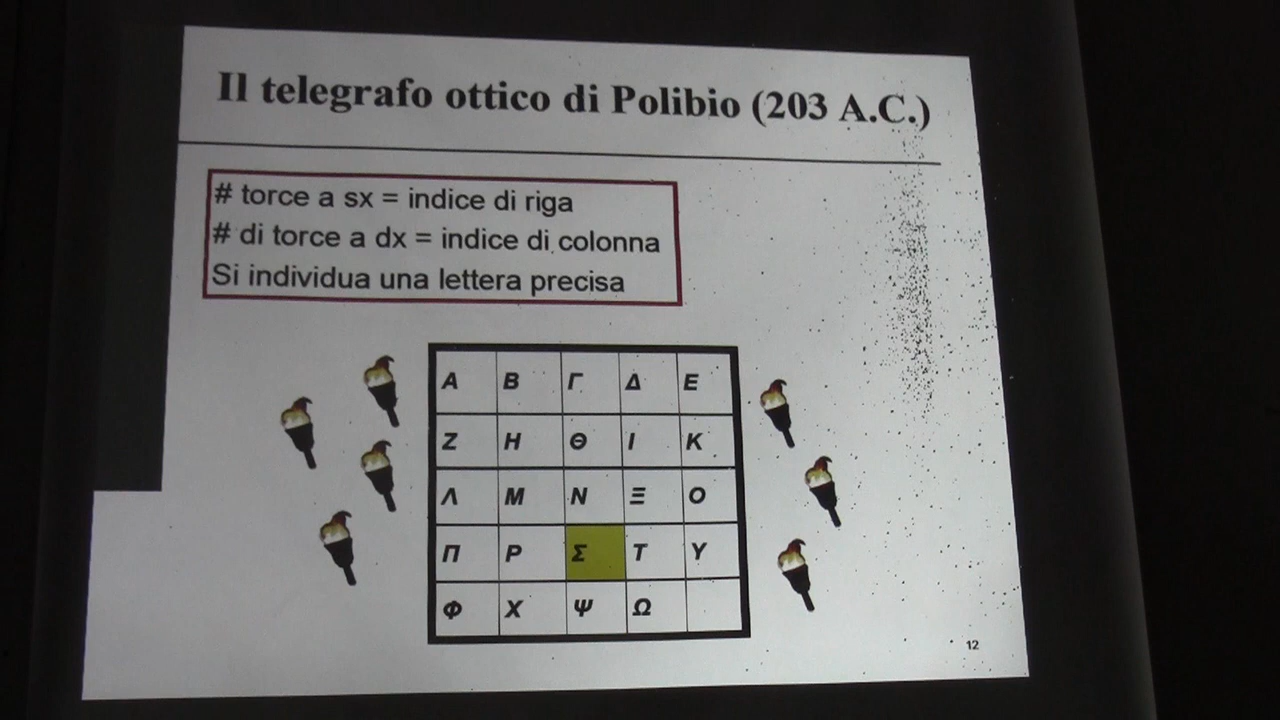 Il telegrafo ottico di Polibio (203 A.C.)
# torce a sx = indice di riga
# di torce a dx = indice di colonna
Si individua una lettera precisa
Α Β Γ Δ Ε
Ζ Η Θ Ι Κ
Λ Μ Ν Ξ Ο
Π Ρ Σ Τ Υ
Φ Χ Ψ Ω
12